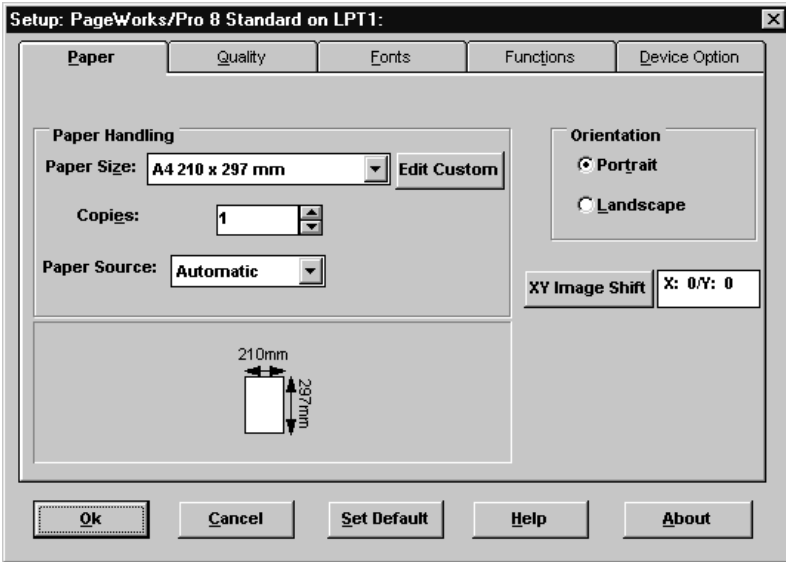 Setup: PageWorks/Pro 8 Standard on LPT1:
Paper Quality Fonts Functions Device Option
Paper Handling
Paper Size: A4 210 x 297 mm Edit Custom
Copies: 1
Paper Source: Automatic
Orientation
Portrait
Landscape
XY Image Shift X: 0/Y: 0
210mm
297mm
Ok Cancel Set Default Help About